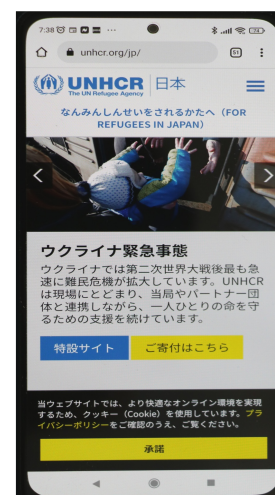 7:38
unhcr.org/jp/
51
UNHCR 日本
The UN Refugee Agency
なんみんしんせいをされるかたへ（FOR
REFUGEES IN JAPAN）
ウクライナ緊急事態
ウクライナでは第二次世界大戦後最も急
速に難民危機が拡大しています。UNHCR
は現場にとどまり、当局やパートナー団
体と連携しながら、一人ひとりの命を守
るための支援を続けています。
特設サイト
ご寄付はこちら
当ウェブサイトでは、より快適なオンライン環境を実現
するため、クッキー（Cookie）を使用しています。プラ
イバシーポリシーをご確認のうえ、ご覧ください。
承諾